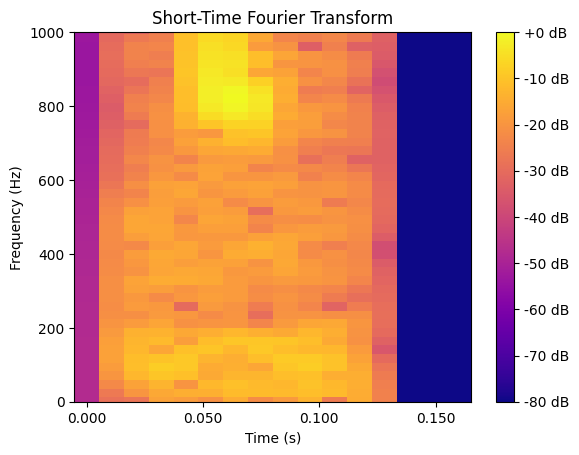 Short-Time Fourier Transform
Frequency (Hz)
1000
800
600
400
200
0
0.000
0.050
0.100
0.150
Time (s)
+0 dB
-10 dB
-20 dB
-30 dB
-40 dB
-50 dB
-60 dB
-70 dB
-80 dB